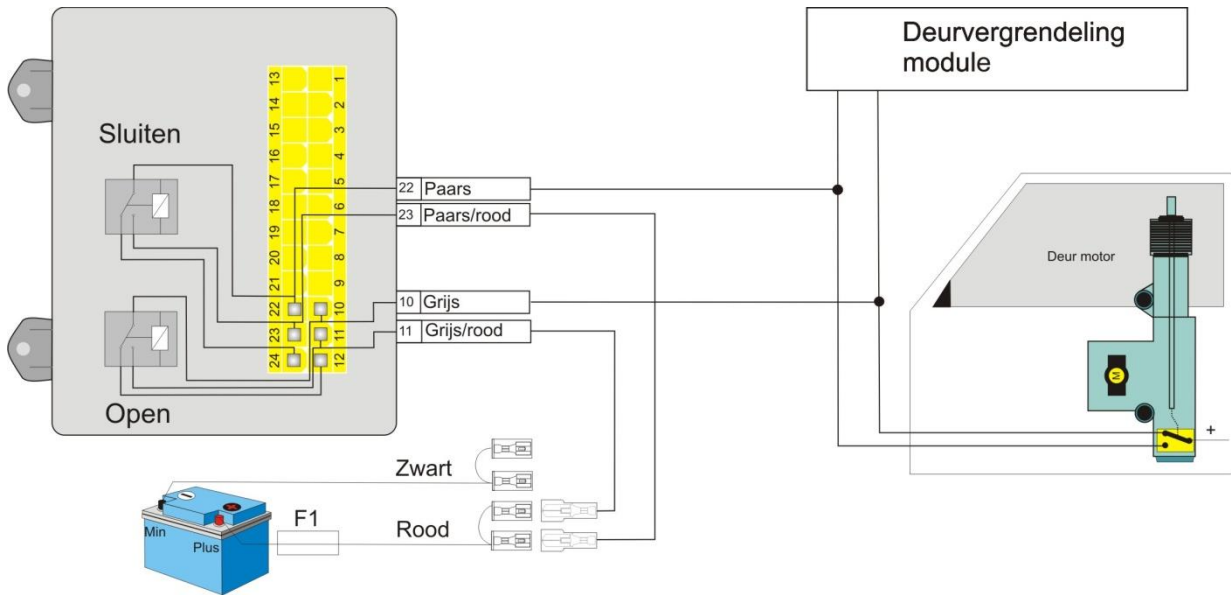 Deurvergrendeling
module
Sluiten
13 1
14 2
15 3
16 4
17 5
18 6
19 7
20 8
21 9
22 10
23 11
24 12
22 Paars
23 Paars/rood
10 Grijs
11 Grijs/rood
Open
Deur motor
M
+
Zwart
Rood
F1
−
+
Min
Plus